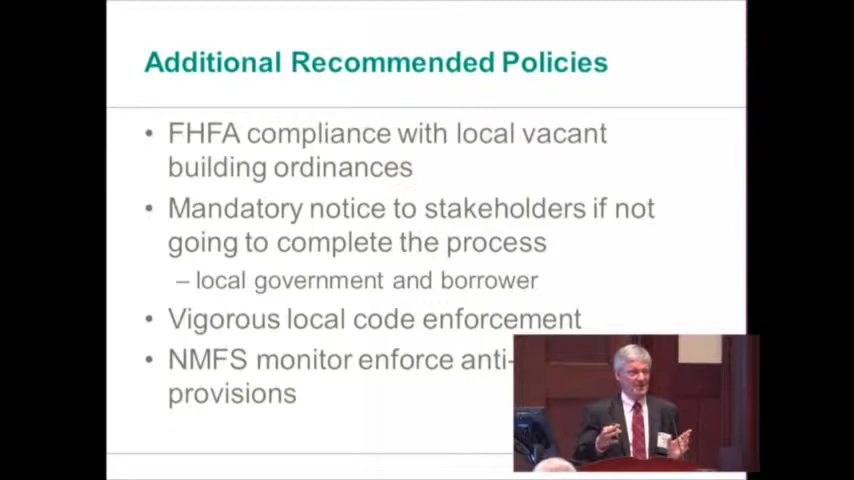 Additional Recommended Policies
• FHFA compliance with local vacant
building ordinances
• Mandatory notice to stakeholders if not
going to complete the process
– local government and borrower
• Vigorous local code enforcement
• NMFS monitor enforce anti-
provisions